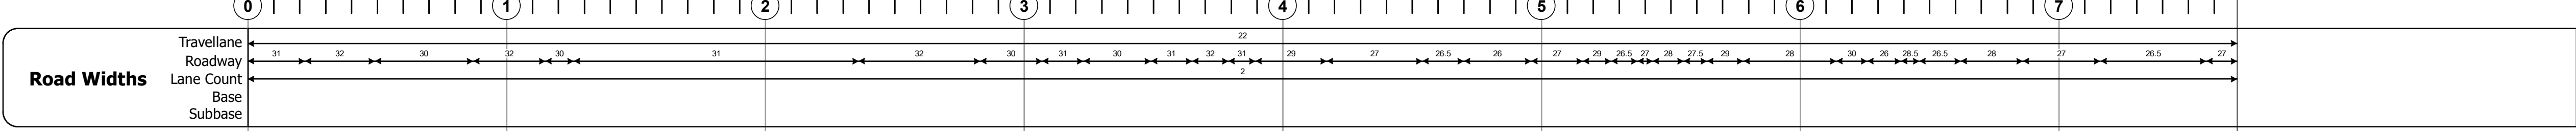 0 1 2 3 4 5 6 7
Road Widths
Travellane 22
Roadway 31 32 30 32 30 31 32 30 31 30 31 32 31 29 27 26.5 26 27 29 26.5 27 28 27.5 29 28 30 26 28.5 26.5 28 27 26.5 27
Lane Count 2
Base
Subbase